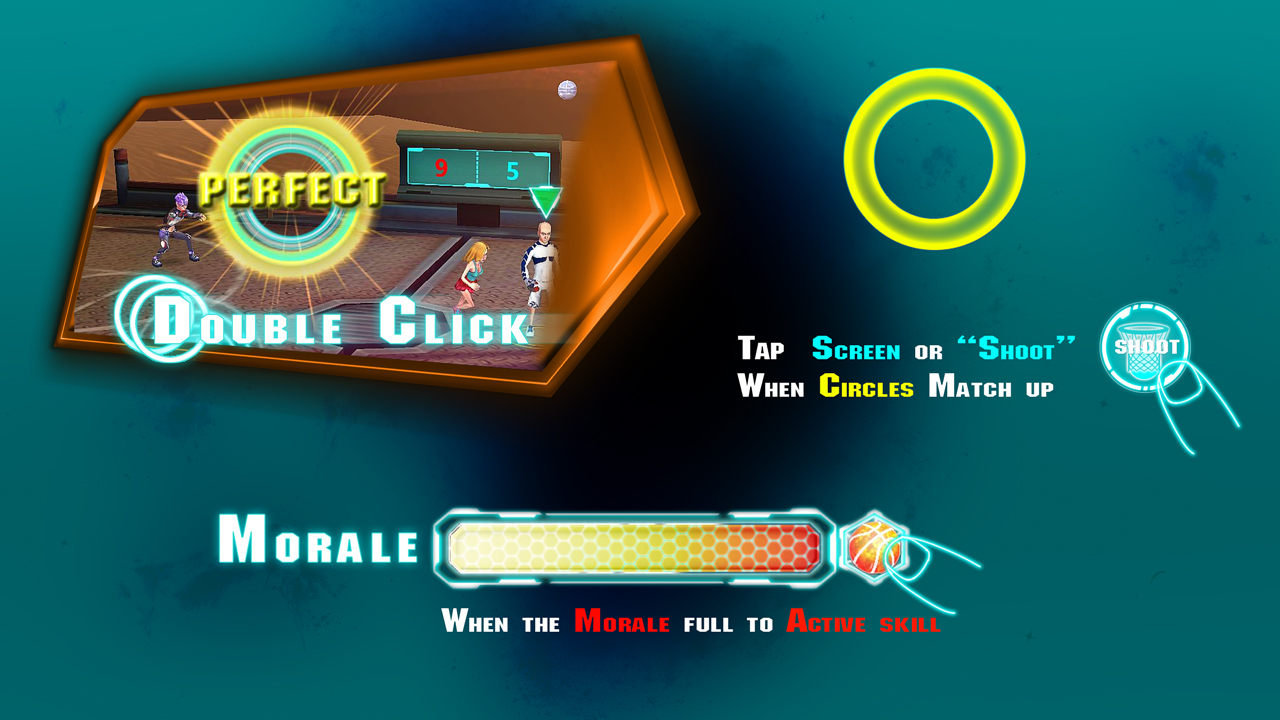 PERFECT
9 5
DOUBLE CLICK
TAP SCREEN OR “SHOOT”
WHEN CIRCLES MATCH UP
SHOOT
MORALE
WHEN THE MORALE FULL TO ACTIVE SKILL